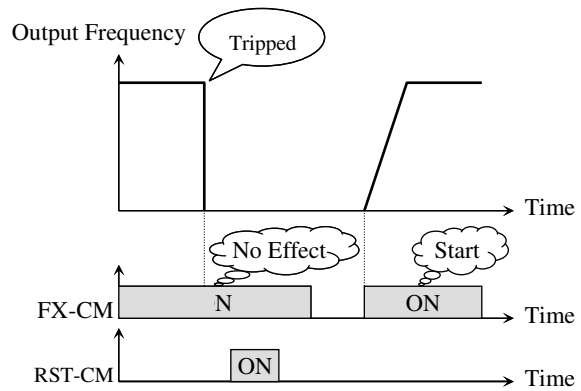 Output Frequency
Tripped
Time
No Effect
Start
FX-CM
N
ON
Time
RST-CM
ON
Time